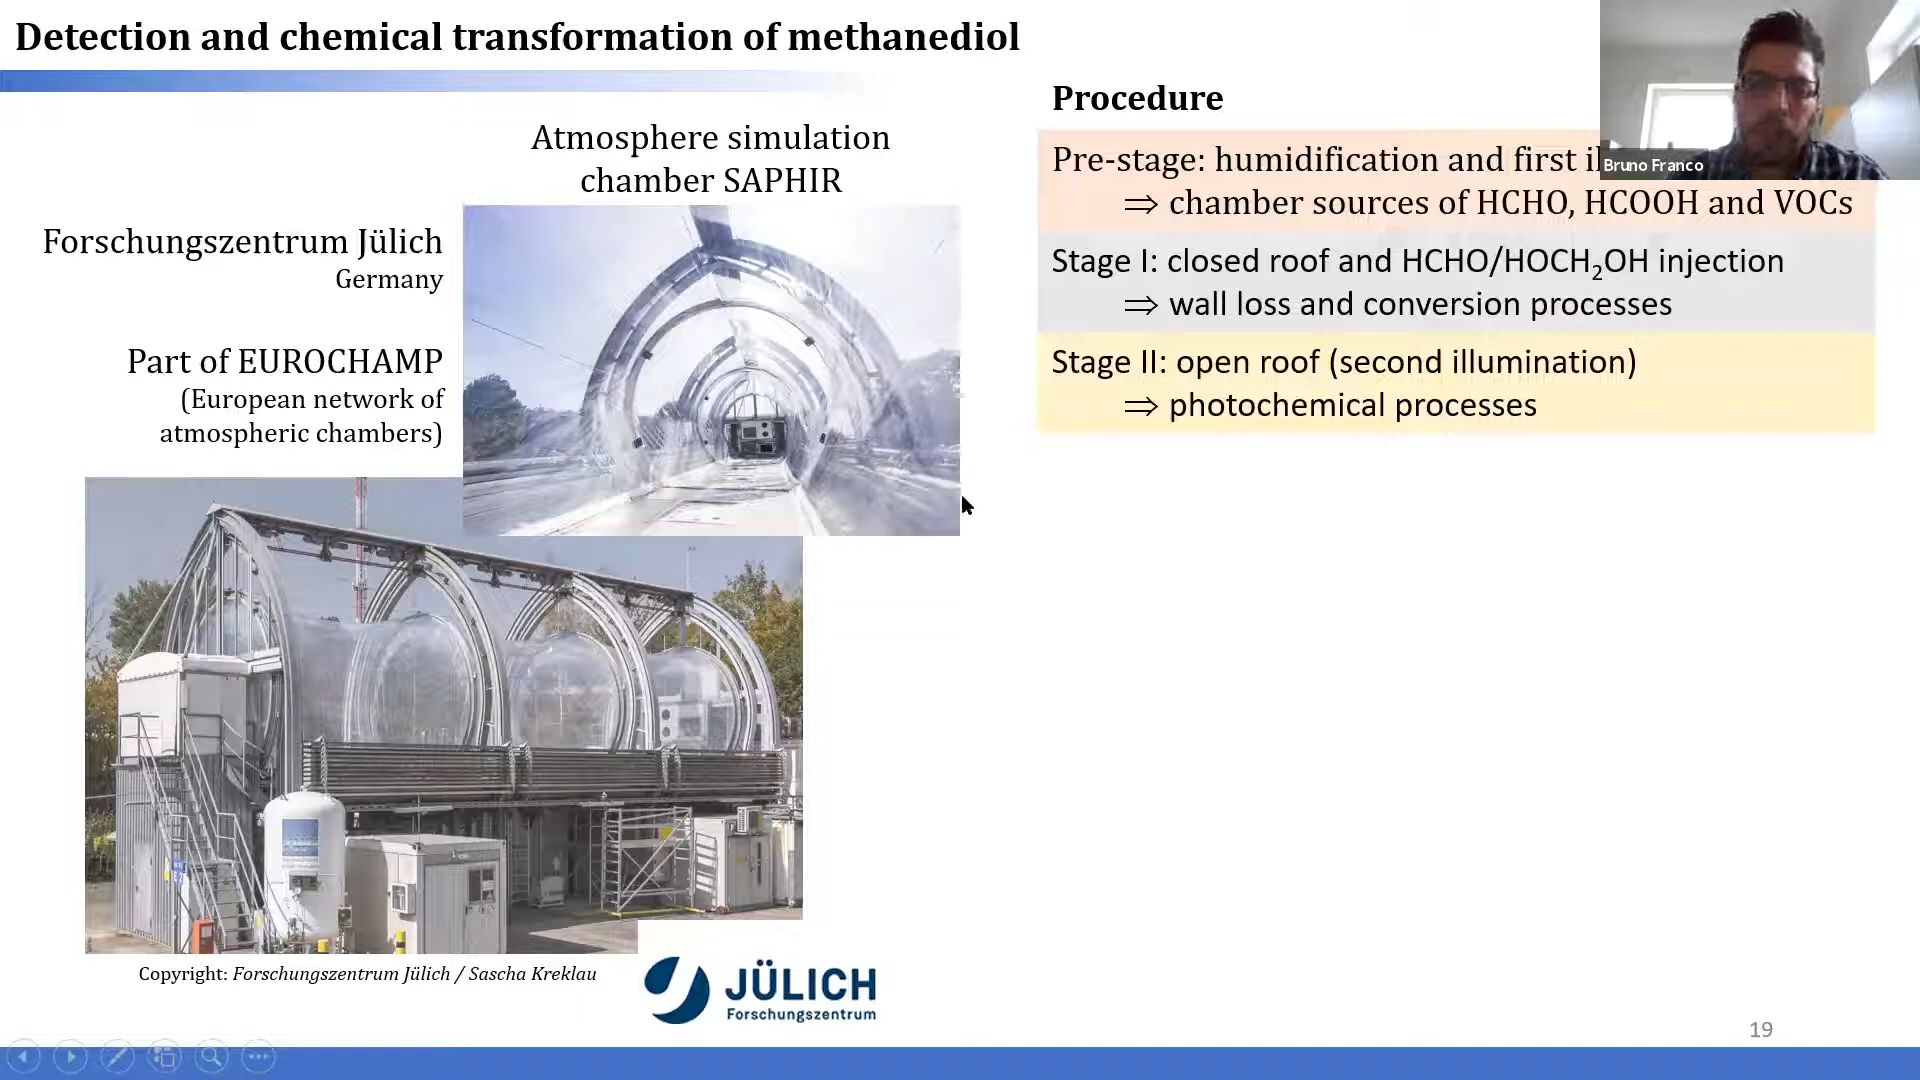 Detection and chemical transformation of methanediol
Atmosphere simulation
chamber SAPHIR
Forschungszentrum Jülich
Germany
Part of EUROCHAMP
(European network of
atmospheric chambers)
Copyright: Forschungszentrum Jülich / Sascha Kreklau
JÜLICH
Forschungszentrum
Procedure
Pre-stage: humidification and first
⇒ chamber sources of HCHO, HCOOH and VOCs
Stage I: closed roof and HCHO/HOCH₂OH injection
⇒ wall loss and conversion processes
Stage II: open roof (second illumination)
⇒ photochemical processes
Bruno Franco
19